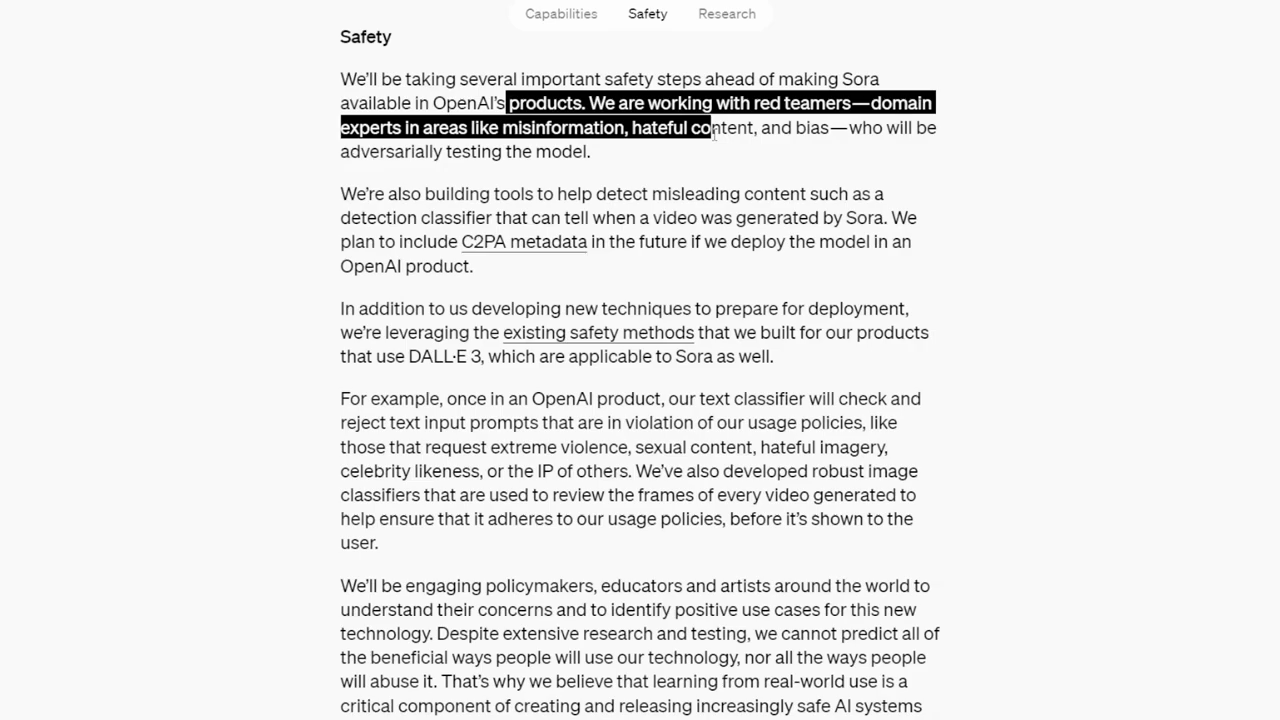 Capabilities Safety Research
Safety
We'll be taking several important safety steps ahead of making Sora
available in OpenAI's products. We are working with red teamers—domain
experts in areas like misinformation, hateful content, and bias—who will be
adversarially testing the model.
We're also building tools to help detect misleading content such as a
detection classifier that can tell when a video was generated by Sora. We
plan to include C2PA metadata in the future if we deploy the model in an
OpenAI product.
In addition to us developing new techniques to prepare for deployment,
we're leveraging the existing safety methods that we built for our products
that use DALL·E 3, which are applicable to Sora as well.
For example, once in an OpenAI product, our text classifier will check and
reject text input prompts that are in violation of our usage policies, like
those that request extreme violence, sexual content, hateful imagery,
celebrity likeness, or the IP of others. We've also developed robust image
classifiers that are used to review the frames of every video generated to
help ensure that it adheres to our usage policies, before it's shown to the
user.
We'll be engaging policymakers, educators and artists around the world to
understand their concerns and to identify positive use cases for this new
technology. Despite extensive research and testing, we cannot predict all of
the beneficial ways people will use our technology, nor all the ways people
will abuse it. That's why we believe that learning from real-world use is a
critical component of creating and releasing increasingly safe AI systems